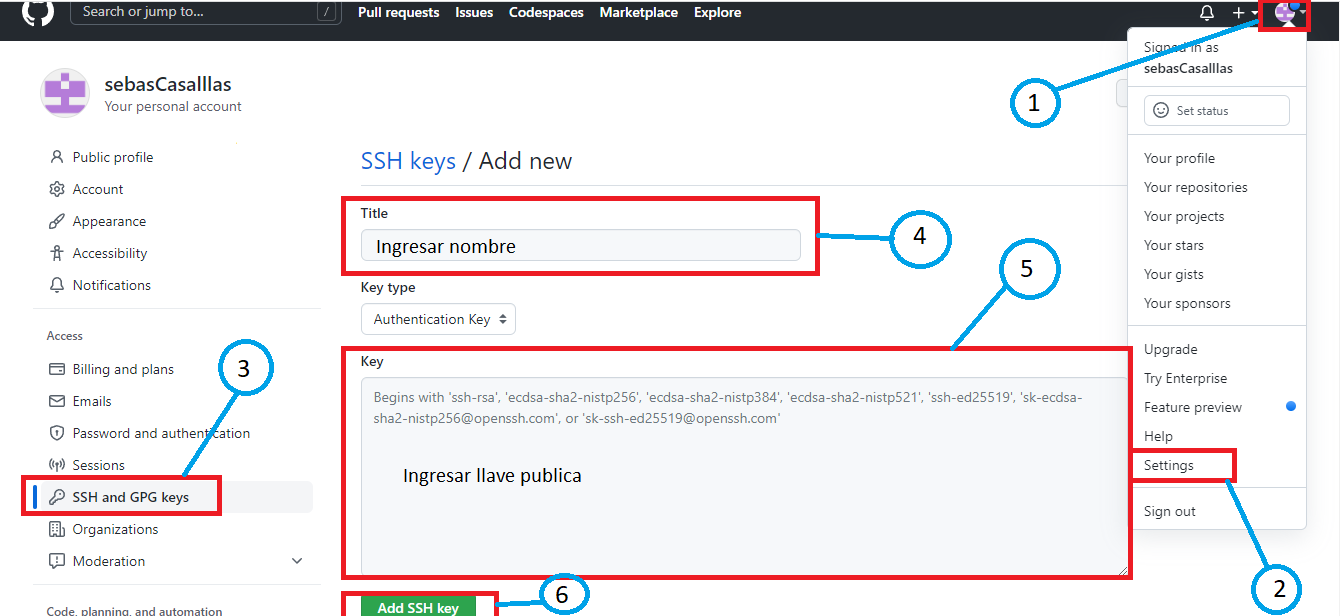 Search or jump to... /
Pull requests Issues Codespaces Marketplace Explore
sebasCasalllas
Your personal account
Public profile
Account
Appearance
Accessibility
Notifications
Access
Billing and plans
Emails
Password and authentication
Sessions
SSH and GPG keys
Organizations
Moderation
Code, planning, and automation
3
SSH keys / Add new
Title
Ingresar nombre
4
Key type
Authentication Key
5
Key
Begins with 'ssh-rsa', 'ecdsa-sha2-nistp256', 'ecdsa-sha2-nistp384', 'ecdsa-sha2-nistp521', 'ssh-ed25519', 'sk-ecdsa-
sha2-nistp256@openssh.com', or 'sk-ssh-ed25519@openssh.com'
Ingresar llave publica
Add SSH key
6
1
Signed in as
sebasCasalllas
Set status
Your profile
Your repositories
Your projects
Your stars
Your gists
Your sponsors
Upgrade
Try Enterprise
Feature preview
Help
Settings
Sign out
2